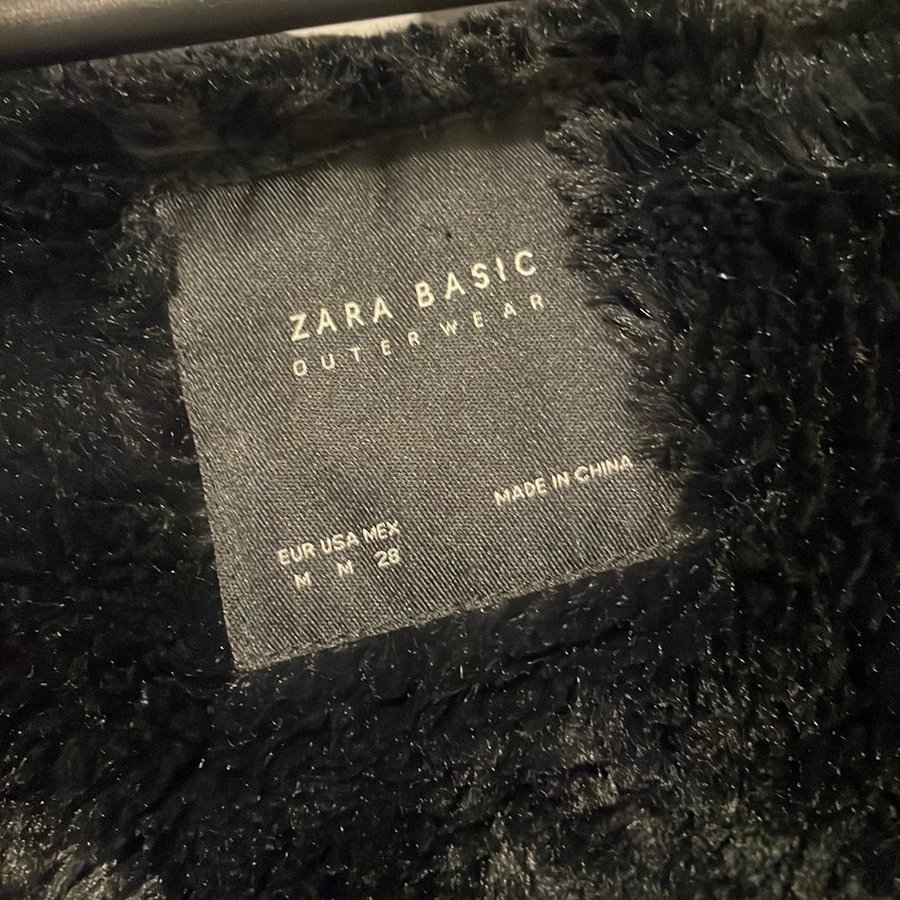 ZARA BASIC
OUTERWEAR
MADE IN CHINA
EUR USA MEX
M M 28